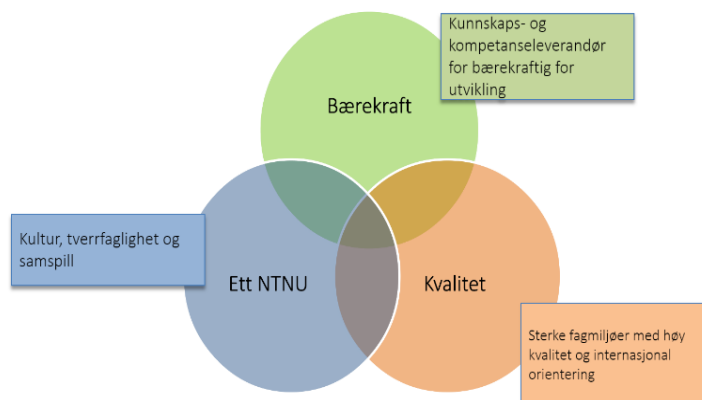 Kunnskaps- og
kompetanseleverandør
for bærekraftig for
utvikling
Bærekraft
Kultur, tverrfaglighet og
samspill
Ett NTNU
Kvalitet
Sterke fagmiljøer med høy
kvalitet og internasjonal
orientering